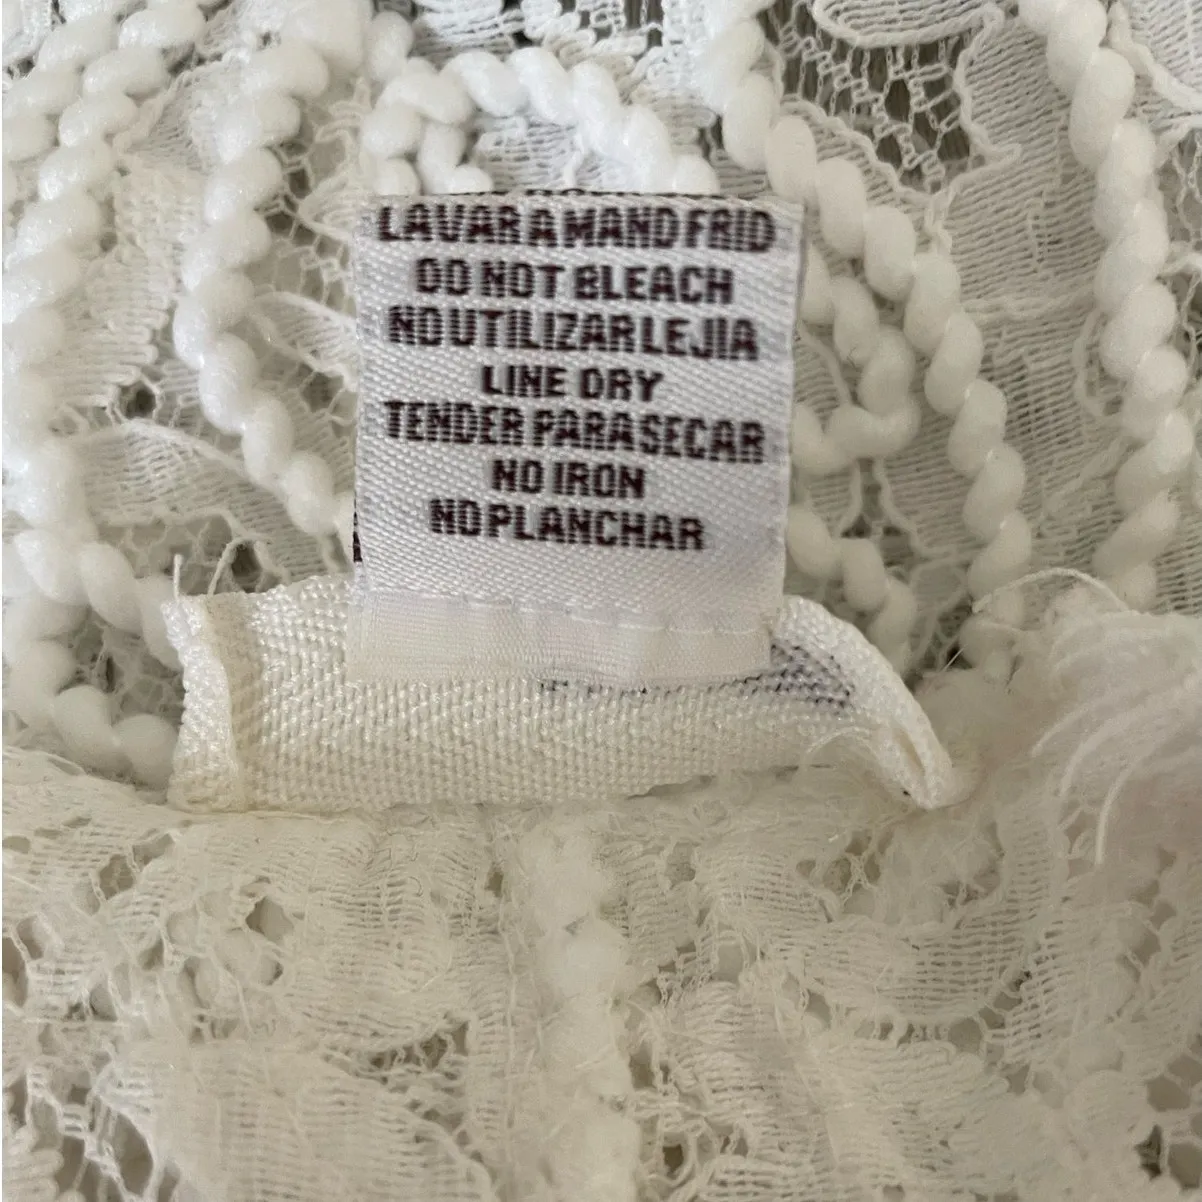 LAVAR A MANO FRIO
DO NOT BLEACH
NO UTILIZAR LEJIA
LINE DRY
TENDER PARA SECAR
NO IRON
NO PLANCHAR